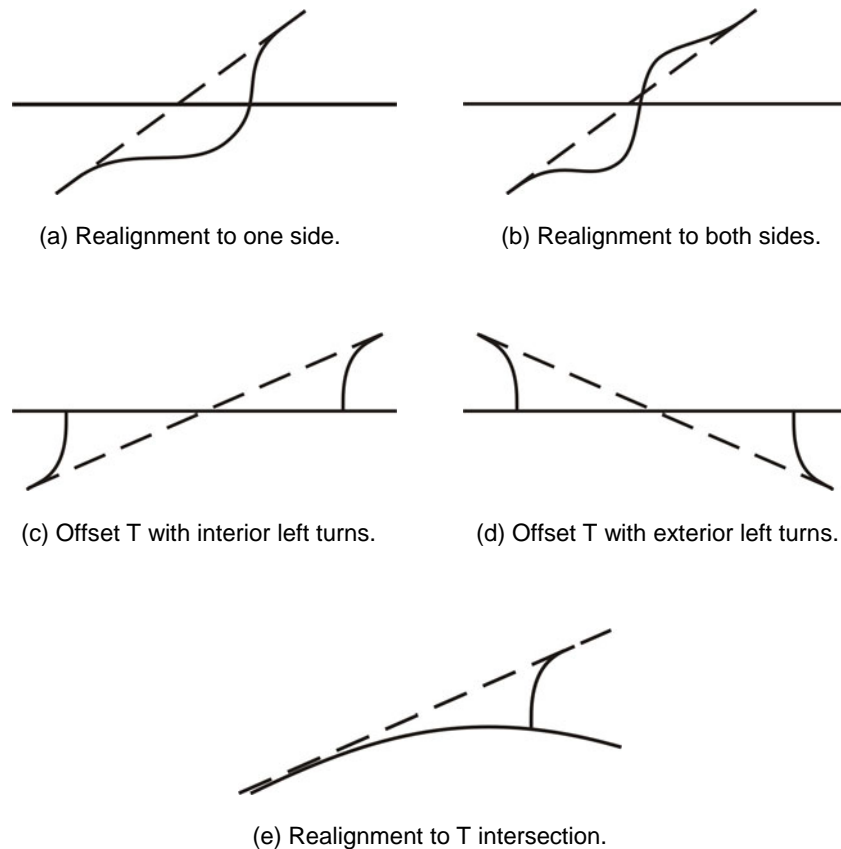 (a) Realignment to one side.
(b) Realignment to both sides.
(c) Offset T with interior left turns.
(d) Offset T with exterior left turns.
(e) Realignment to T intersection.